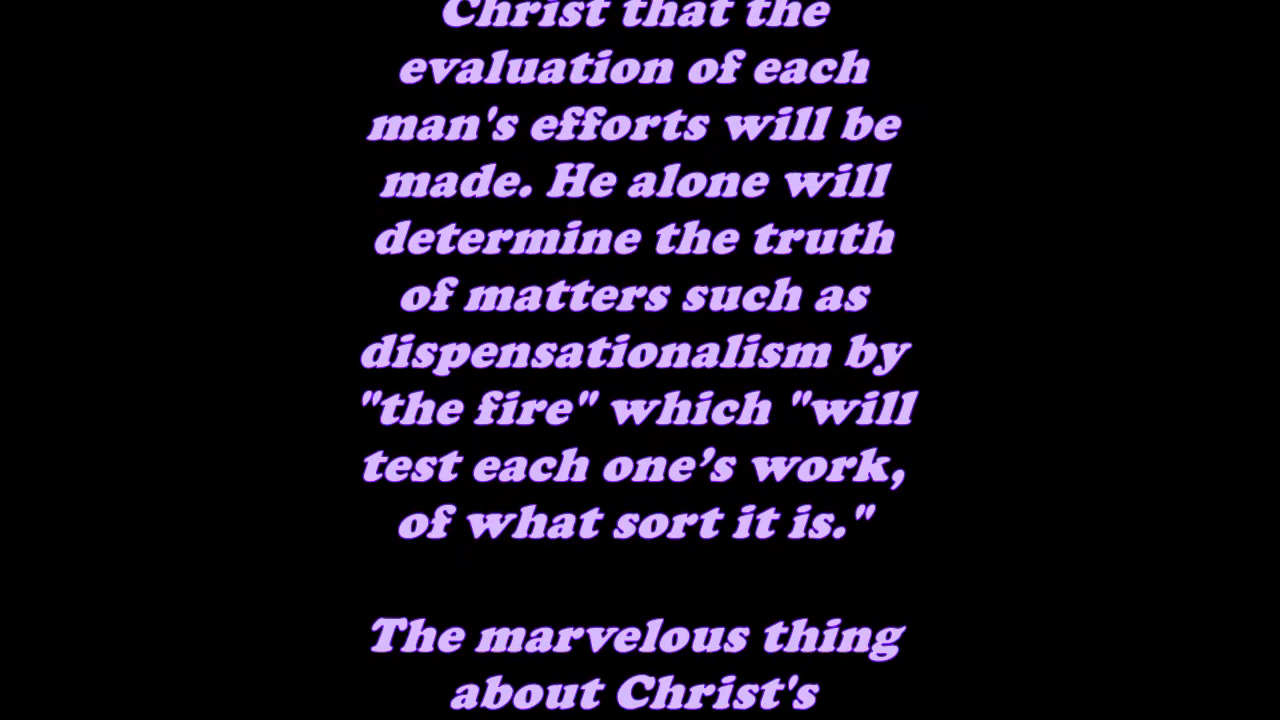 Christ that the
evaluation of each
man's efforts will be
made. He alone will
determine the truth
of matters such as
dispensationalism by
"the fire" which "will
test each one’s work,
of what sort it is."
The marvelous thing
about Christ's